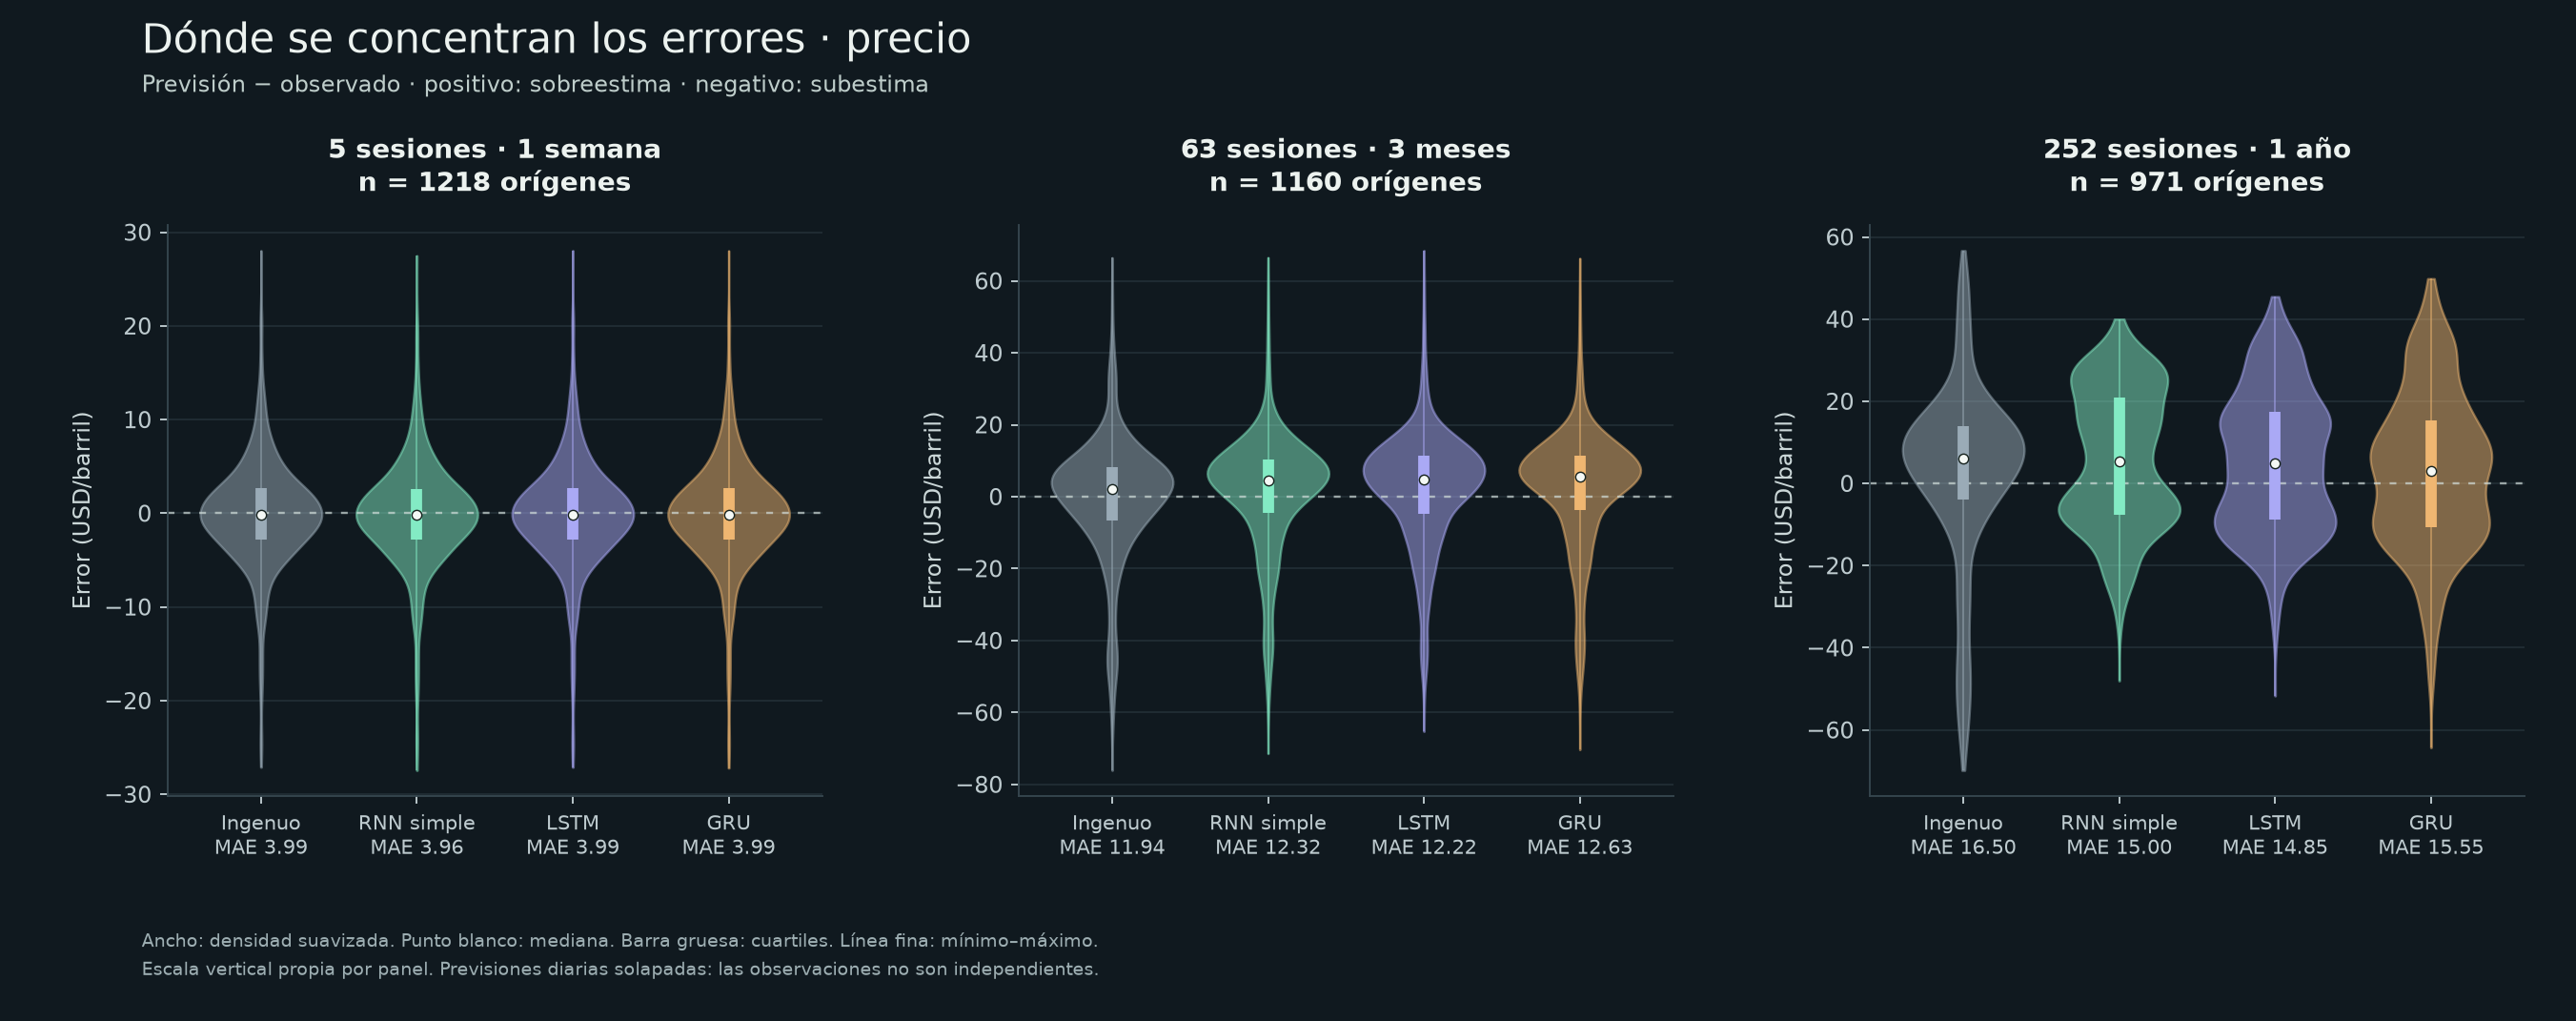 Dónde se concentran los errores · precio
Previsión − observado · positivo: sobreestima · negativo: subestima
5 sesiones · 1 semana
n = 1218 orígenes
Error (USD/barril)
30
20
10
0
−10
−20
−30
Ingenuo
MAE 3.99
RNN simple
MAE 3.96
LSTM
MAE 3.99
GRU
MAE 3.99
63 sesiones · 3 meses
n = 1160 orígenes
Error (USD/barril)
60
40
20
0
−20
−40
−60
−80
Ingenuo
MAE 11.94
RNN simple
MAE 12.32
LSTM
MAE 12.22
GRU
MAE 12.63
252 sesiones · 1 año
n = 971 orígenes
Error (USD/barril)
60
40
20
0
−20
−40
−60
Ingenuo
MAE 16.50
RNN simple
MAE 15.00
LSTM
MAE 14.85
GRU
MAE 15.55
Ancho: densidad suavizada. Punto blanco: mediana. Barra gruesa: cuartiles. Línea fina: mínimo–máximo.
Escala vertical propia por panel. Previsiones diarias solapadas: las observaciones no son independientes.